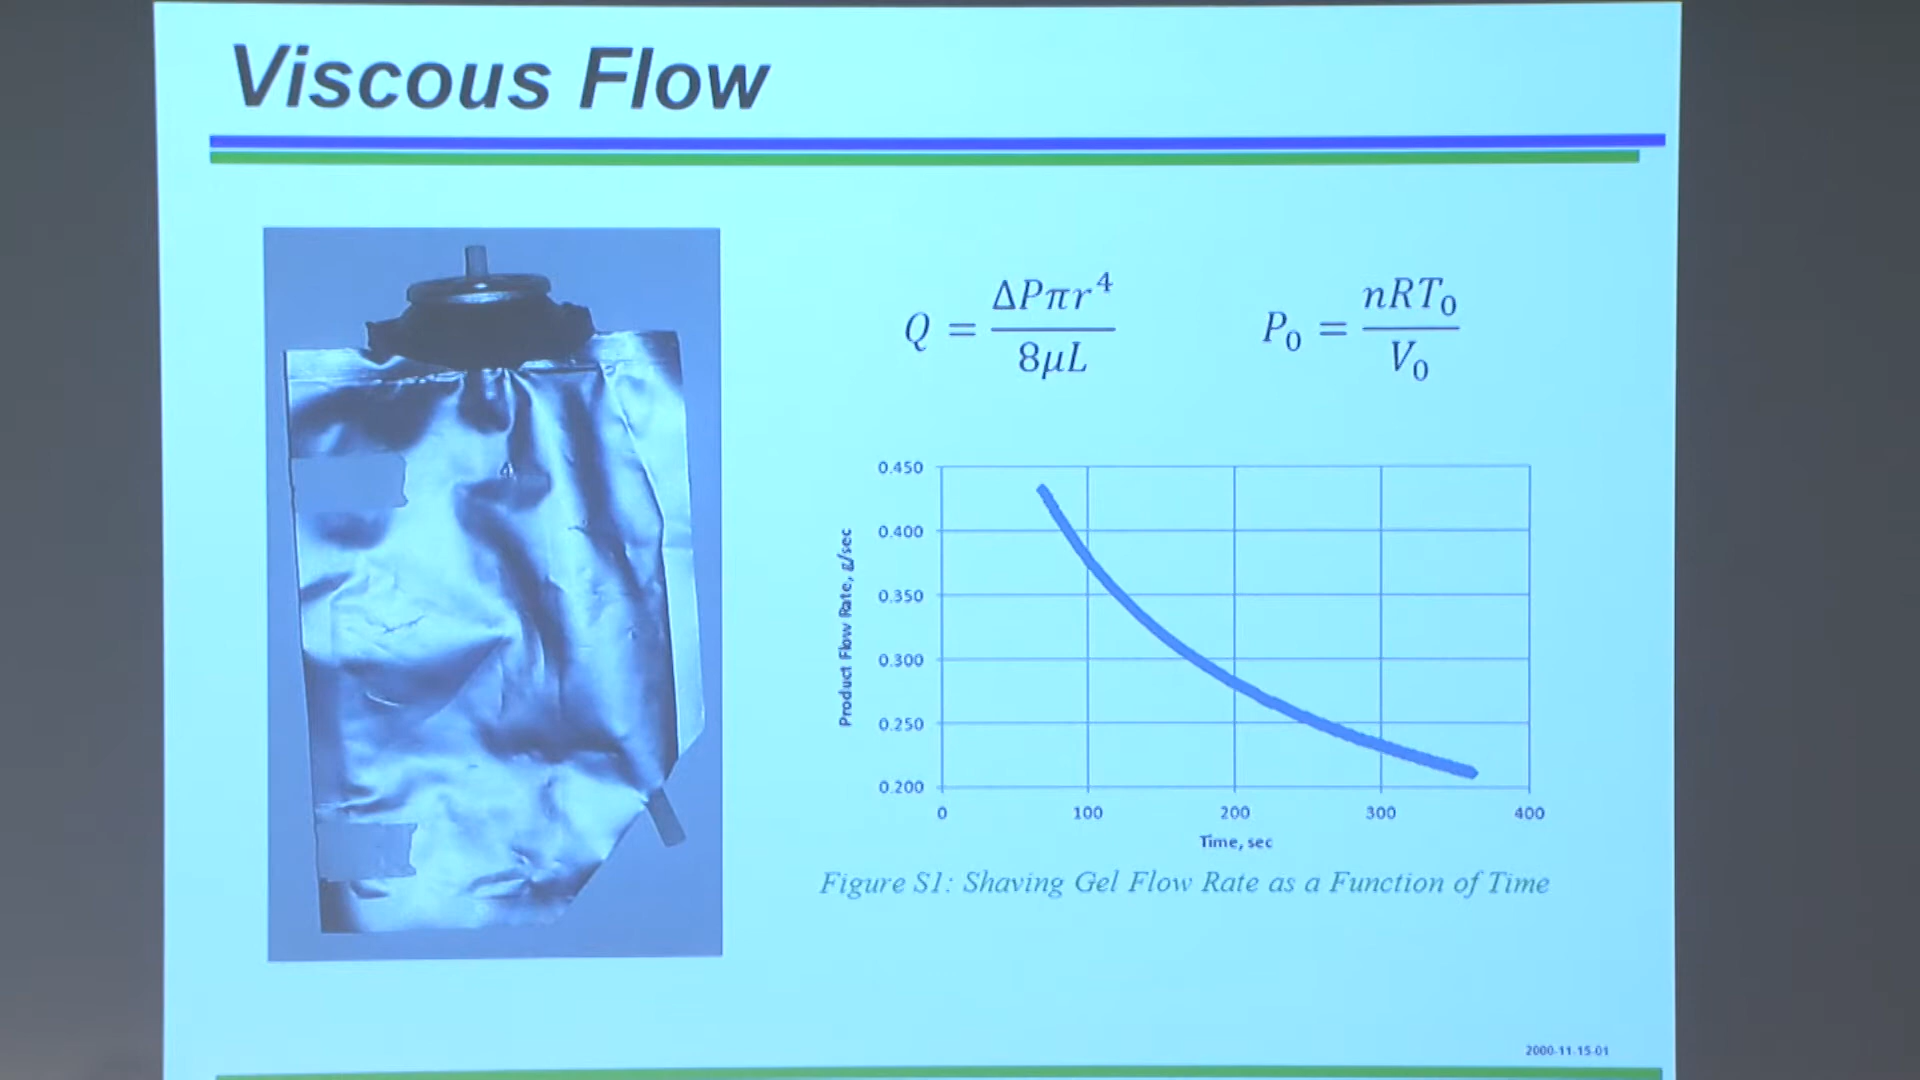 Viscous Flow
Q = ΔPπr⁴ / 8μL
P₀ = nRT₀ / V₀
4
0.450
0.400
0.350
0.300
0.250
0.200
Product Flow Rate, g/sec
0 100 200 300 400
Time, sec
Figure S1: Shaving Gel Flow Rate as a Function of Time
2000-11-15-01